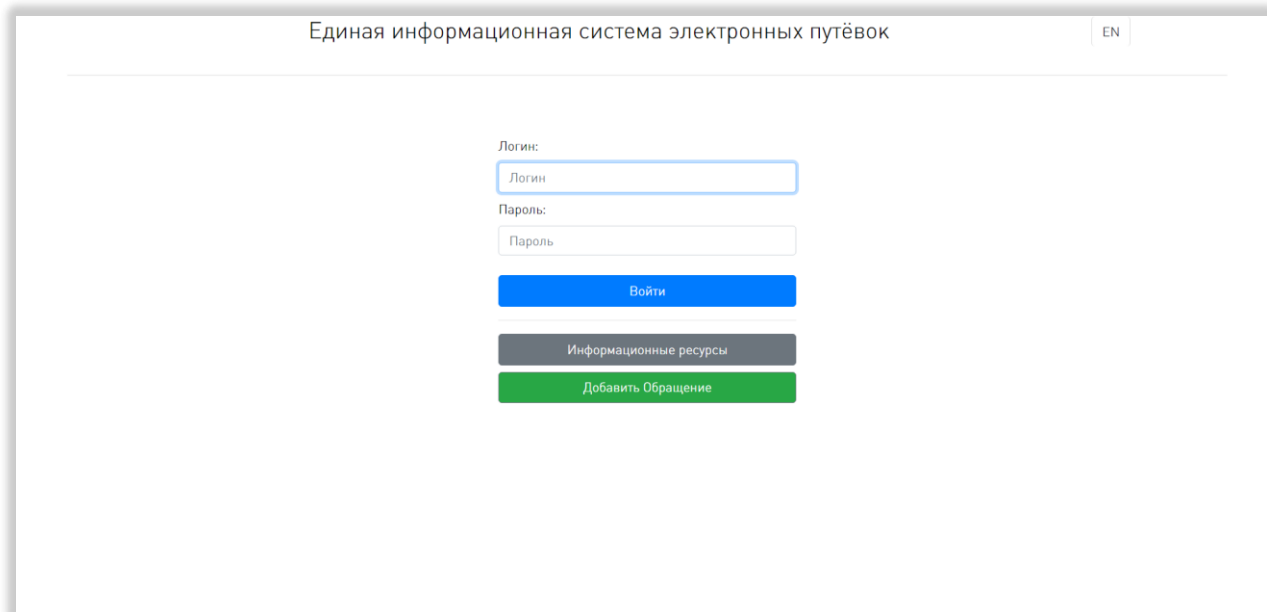 Единая информационная система электронных путёвок
EN
Логин:
Логин
Пароль:
Пароль
Войти
Информационные ресурсы
Добавить Обращение